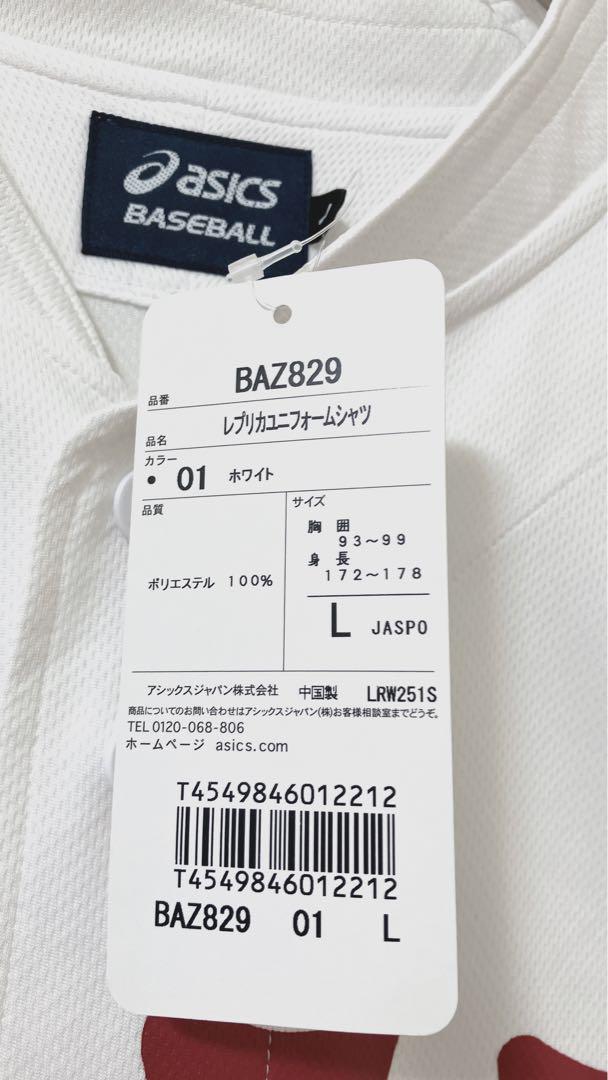 asics
BASEBALL
品番 BAZ829
品名 レプリカユニフォームシャツ
カラー
• 01 ホワイト
品質
サイズ
胸囲
93～99
身長
172～178
ポリエステル 100%
L JASPO
アシックスジャパン株式会社 中国製 LRW251S
商品についてのお問い合わせはアシックスジャパン(株)お客様相談室までどうぞ。
TEL 0120-068-806
ホームページ asics.com
T4549846012212
T4549846012212
BAZ829 01 L